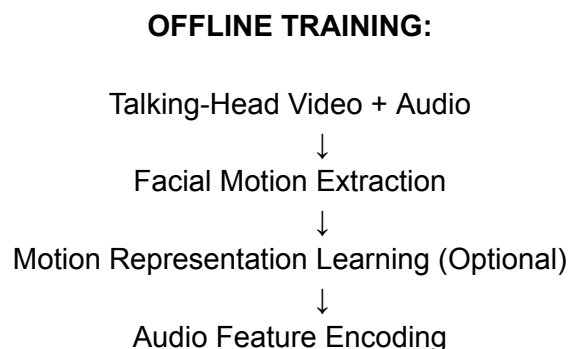 OFFLINE TRAINING:
Talking-Head Video + Audio
↓
Facial Motion Extraction
↓
Motion Representation Learning (Optional)
↓
Audio Feature Encoding